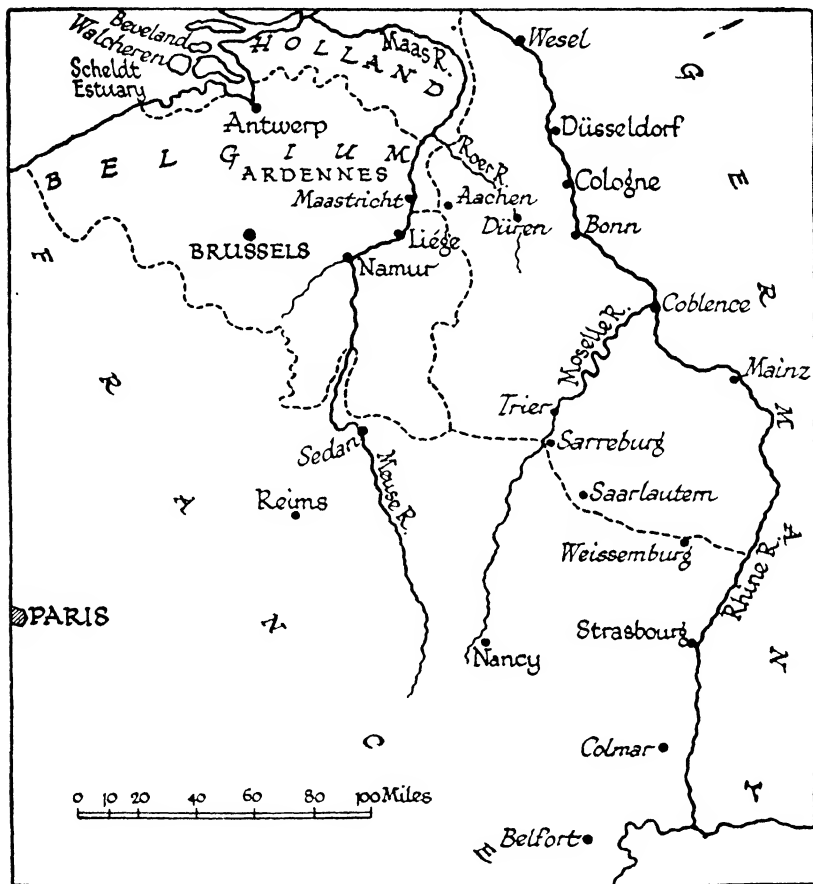 Beveland
Walcheren
Scheldt
Estuary
HOLLAND
Maas R.
Wesel
GERMANY
Antwerp
Düsseldorf
BELGIUM
ARDENNES
Roer R.
Cologne
Maastricht
Aachen
Düren
Bonn
BRUSSELS
Liége
Namur
FRANCE
Coblence
Moselle R.
Mainz
Trier
Sedan
Sarreburg
Meuse R.
Reims
Saarlautern
Weissemburg
Rhine R.
PARIS
Nancy
Strasbourg
Colmar
0 10 20 40 60 80 100 Miles
Belfort